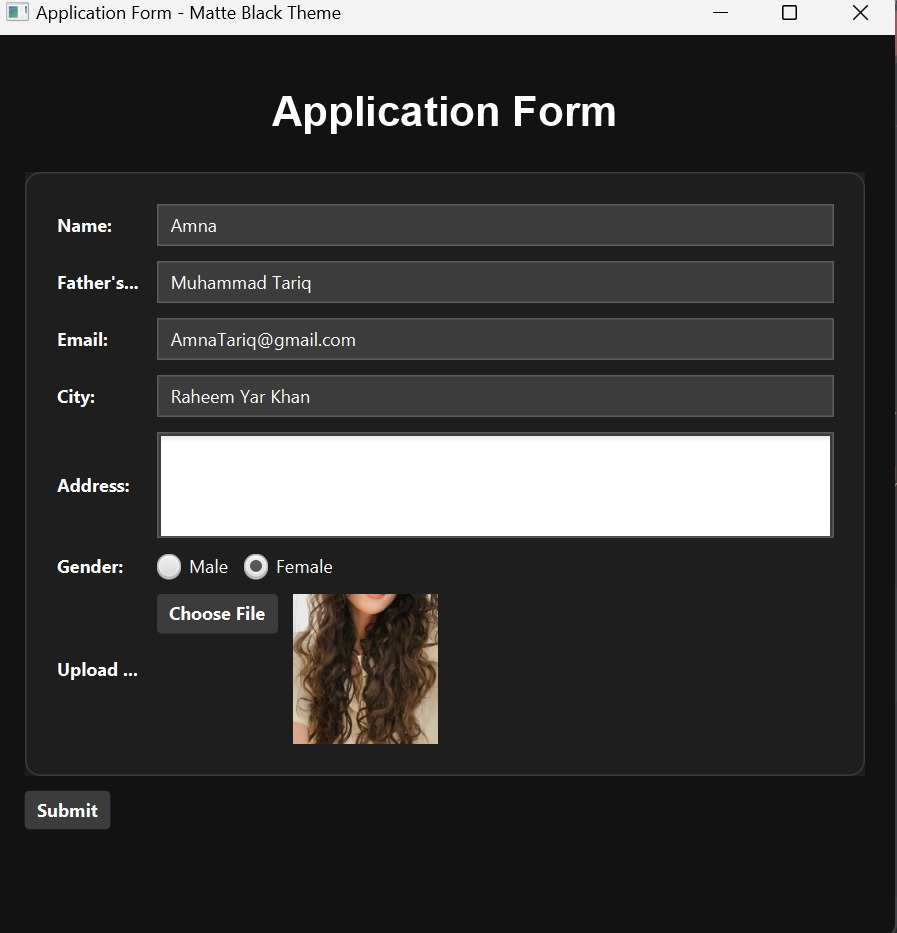 Application Form - Matte Black Theme
Application Form
Name: Amna
Father's... Muhammad Tariq
Email: AmnaTariq@gmail.com
City: Raheem Yar Khan
Address:
Gender: Male Female
Choose File
Upload ...
Submit